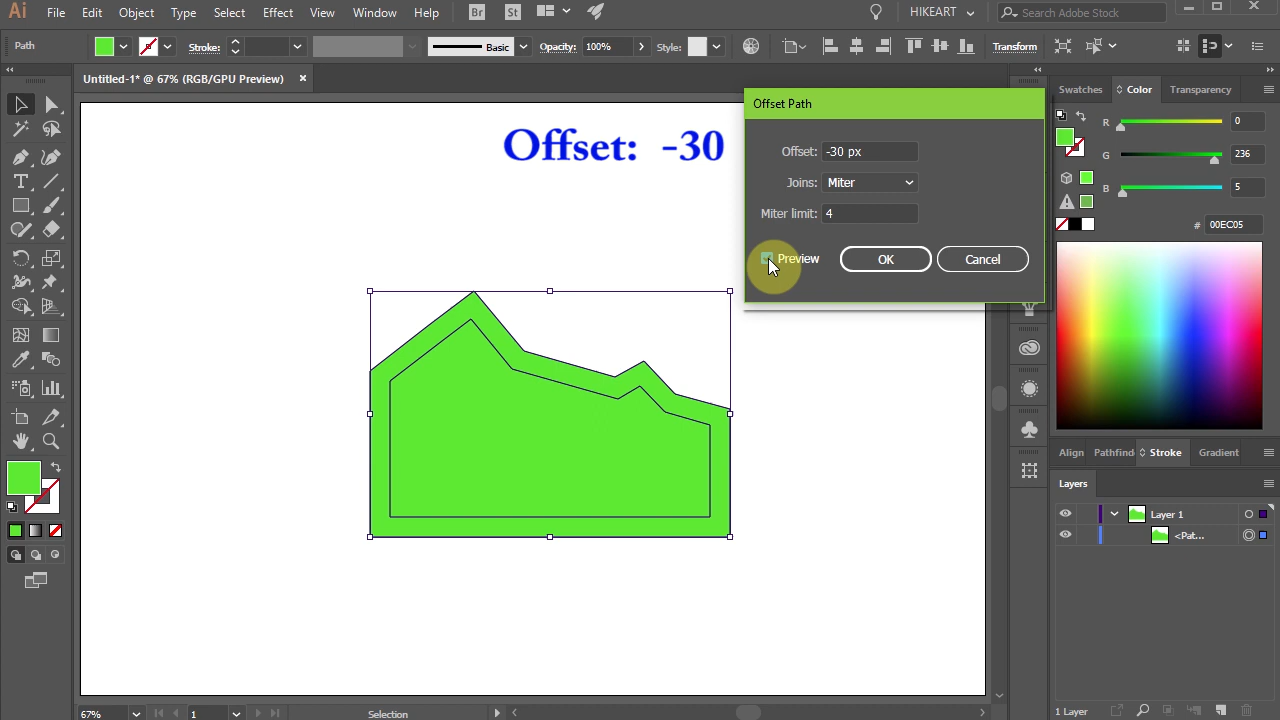 Ai File Edit Object Type Select Effect View Window Help Br St HIKEART Search Adobe Stock
Path Stroke: Basic Opacity: 100% Style: Transform
Untitled-1* @ 67% (RGB/GPU Preview)
Offset: -30
Offset Path
Offset: -30 px
Joins: Miter
Miter limit: 4
Preview OK Cancel
Swatches Color Transparency
R 0
G 236
B 5
# 00EC05
Align Pathfind Stroke Gradient
Layers
Layer 1
<Pat...
1 Layer
67% 1 Selection